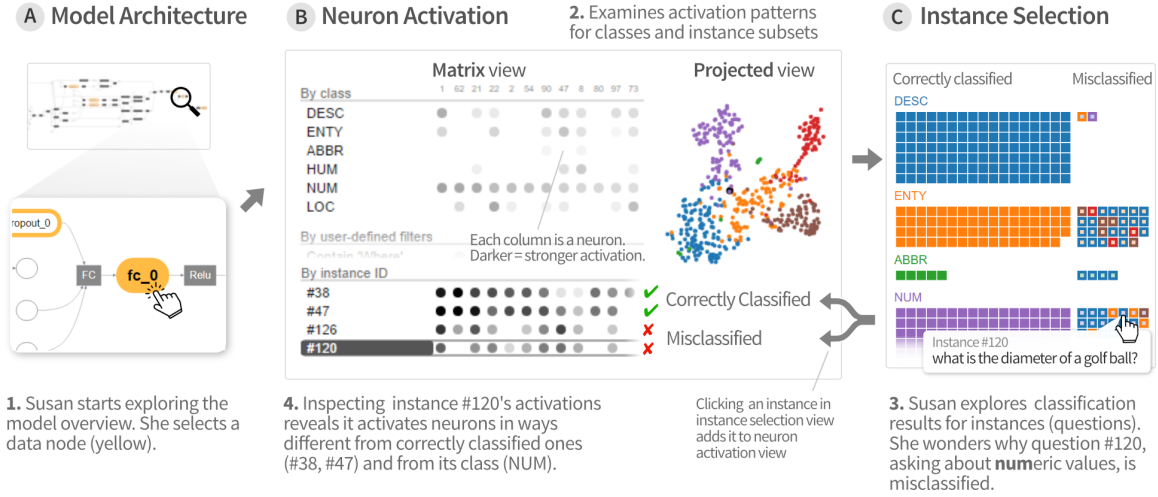 A Model Architecture
ropout_0
FC
fc_0
Relu
1. Susan starts exploring the
model overview. She selects a
data node (yellow).
B Neuron Activation
2. Examines activation patterns
for classes and instance subsets
Matrix view
Projected view
By class
1 62 21 22 2 54 90 47 8 80 97 73
DESC
ENTY
ABBR
HUM
NUM
LOC
Each column is a neuron.
Darker = stronger activation.
By user-defined filters
Contain 'Where'
By instance ID
#38
#47
#126
#120
Correctly Classified
Misclassified
4. Inspecting instance #120's activations
reveals it activates neurons in ways
different from correctly classified ones
(#38, #47) and from its class (NUM).
Clicking an instance in
instance selection view
adds it to neuron
activation view
C Instance Selection
Correctly classified
Misclassified
DESC
ENTY
ABBR
NUM
Instance #120
what is the diameter of a golf ball?
3. Susan explores classification
results for instances (questions).
She wonders why question #120,
asking about numeric values, is
misclassified.